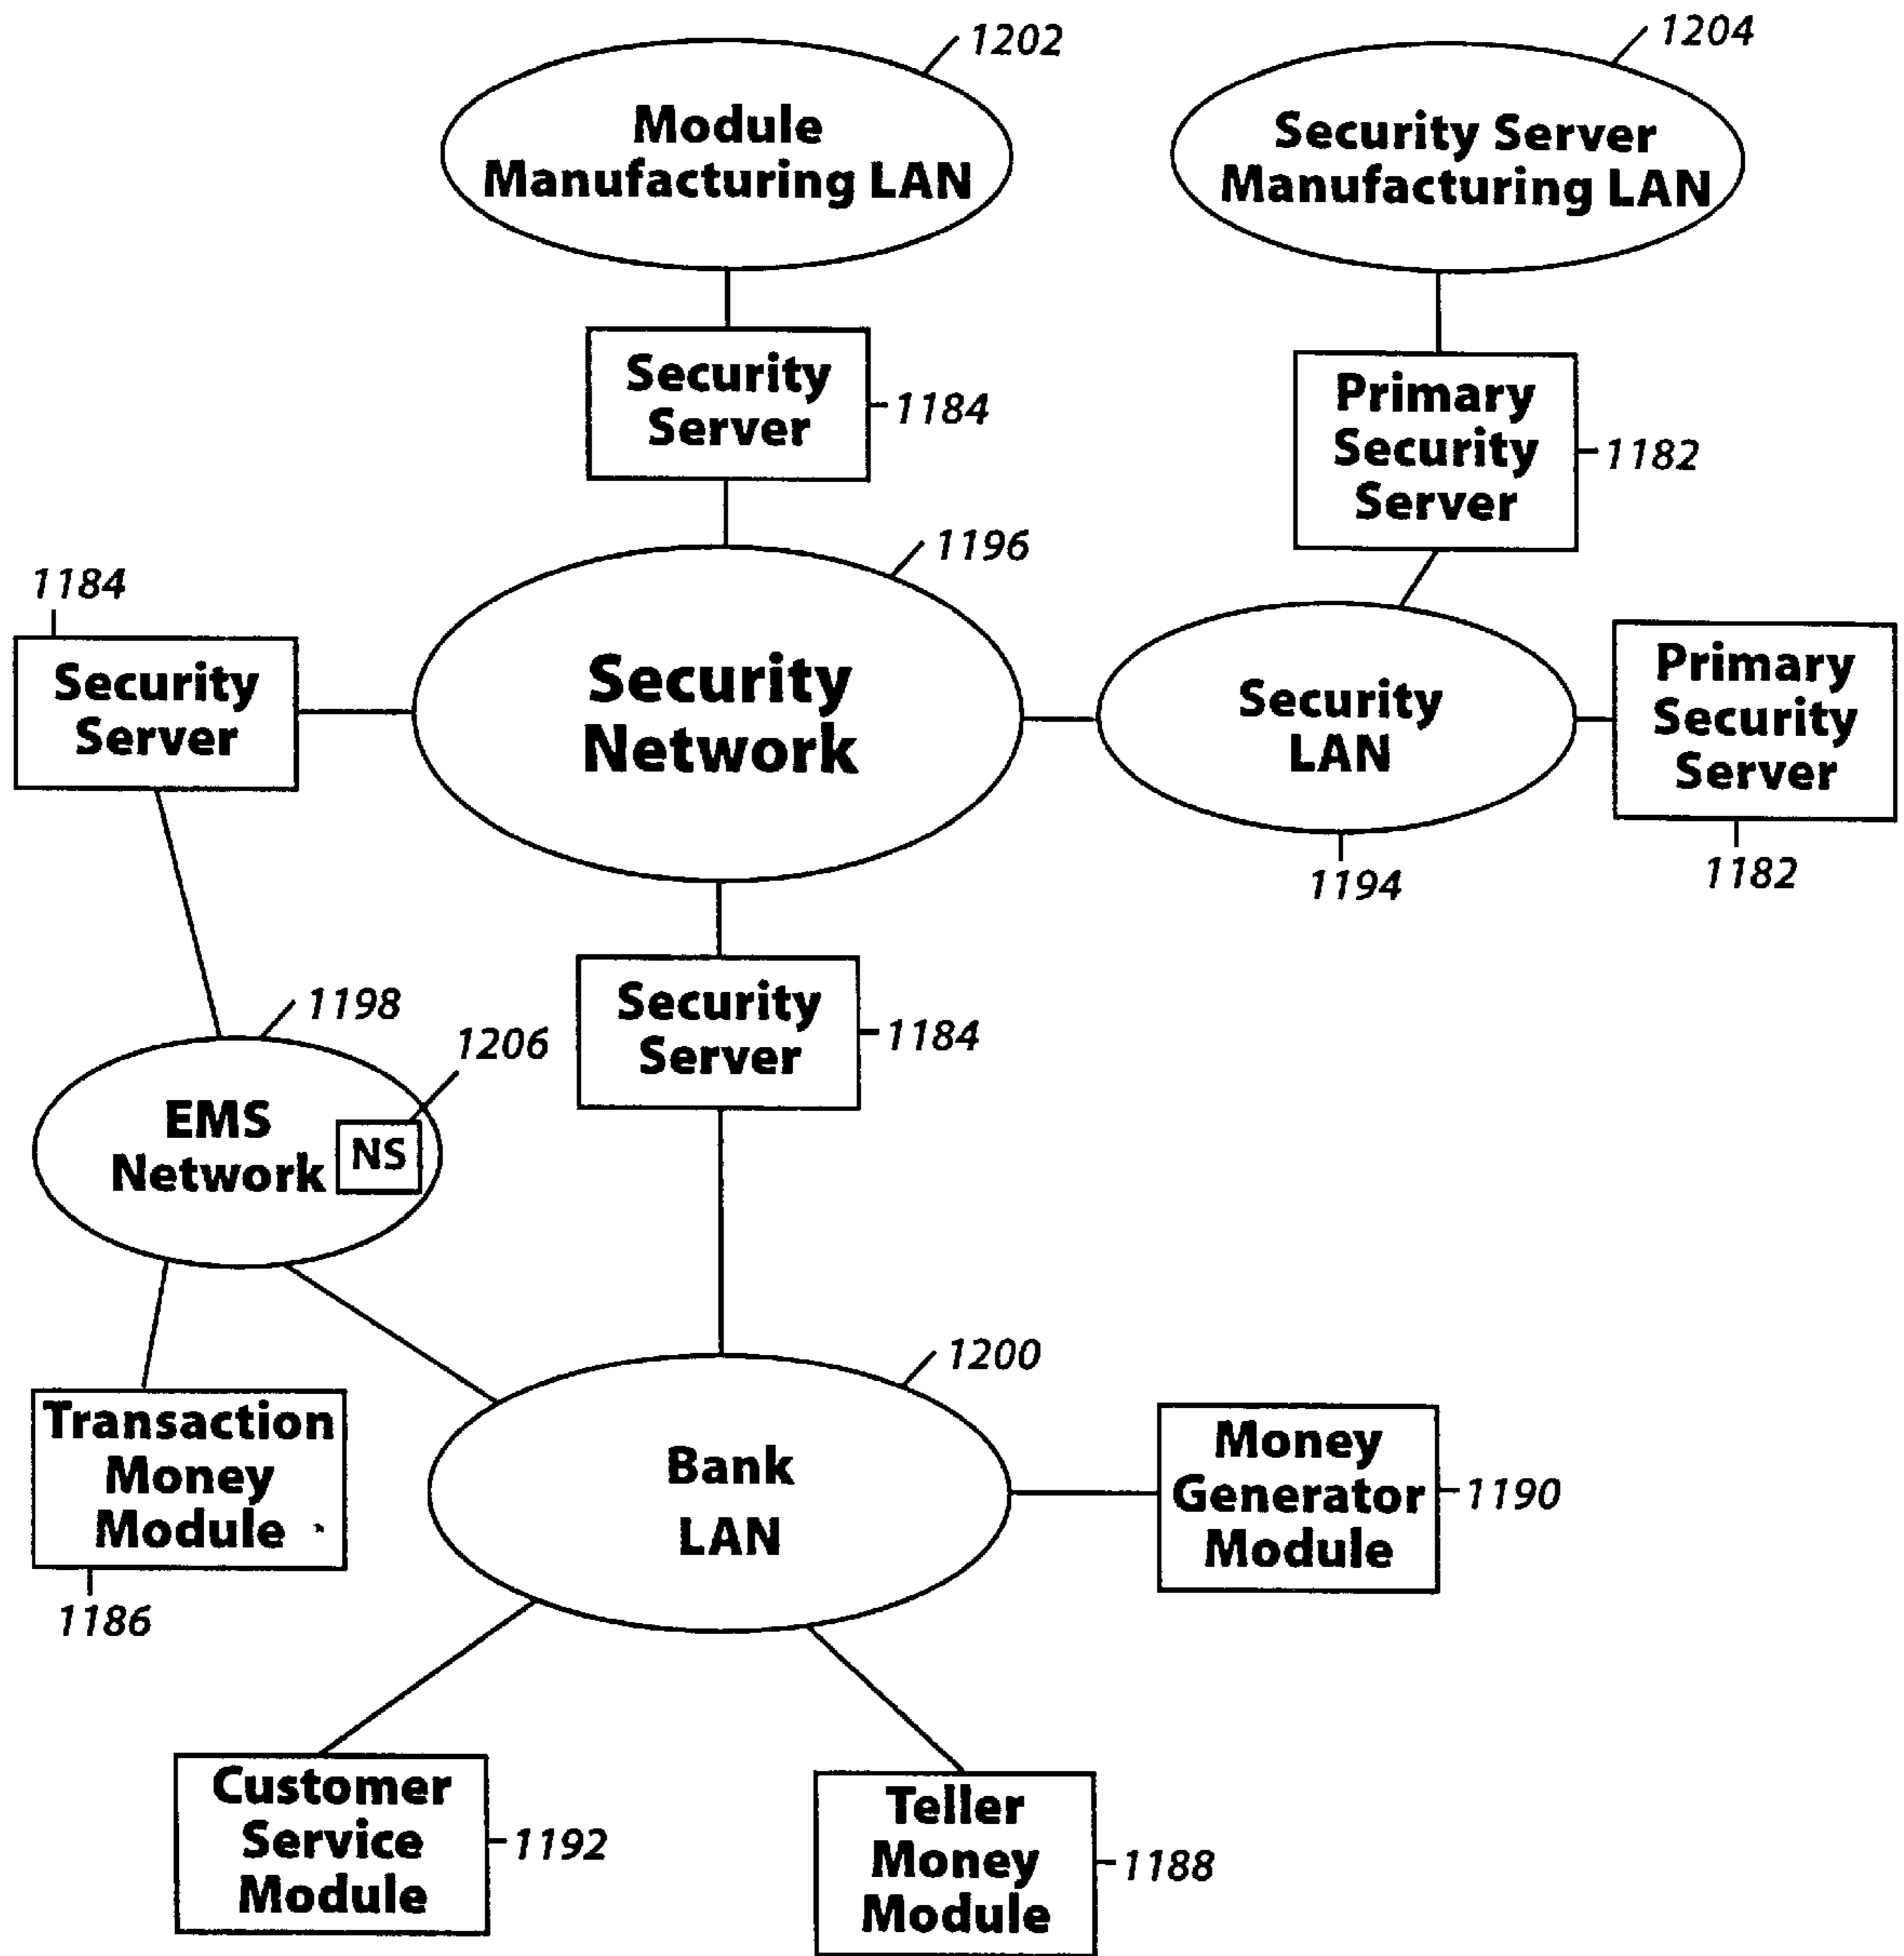 1202
Module
Manufacturing LAN
1204
Security Server
Manufacturing LAN
Security
Server
1184
Primary
Security
Server
1182
1196
Security
Network
1184
Security
Server
Security
LAN
1194
Primary
Security
Server
1182
Security
Server
1184
1198
1206
EMS
Network
NS
1200
Bank
LAN
Transaction
Money
Module
1186
Money
Generator
Module
1190
Customer
Service
Module
1192
Teller
Money
Module
1188